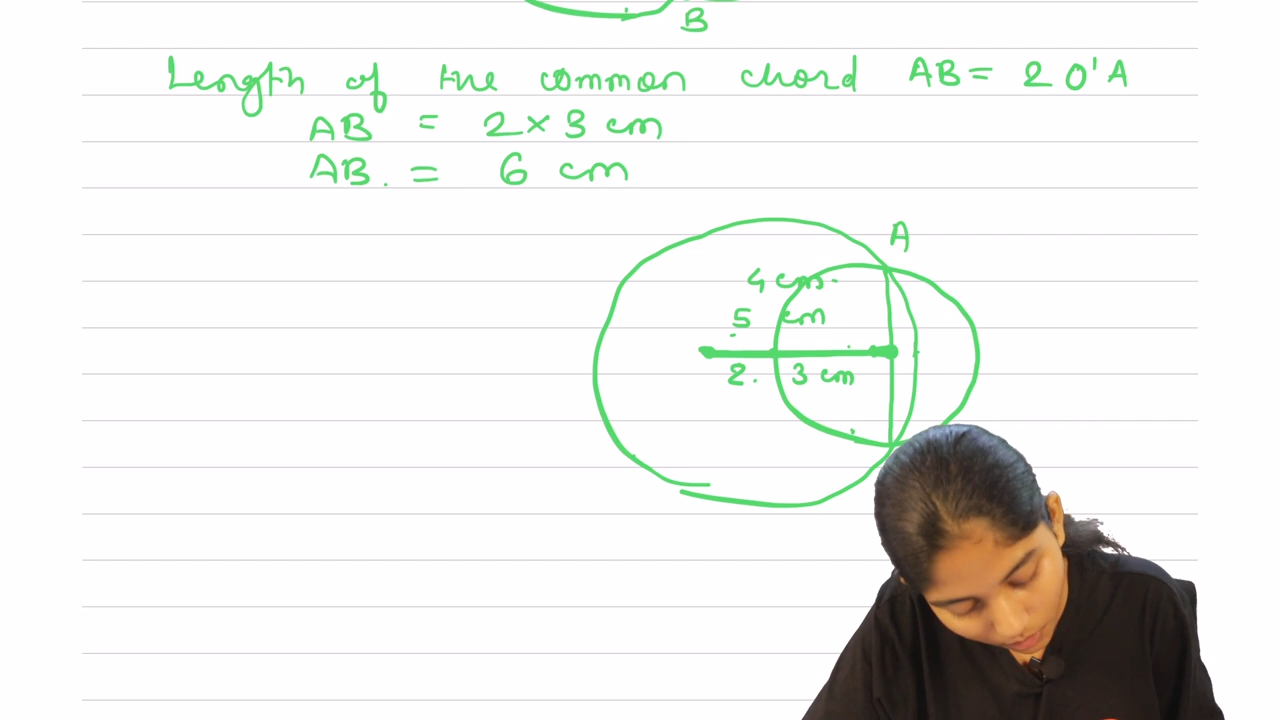 B
Length of the common chord AB = 2 O'A
AB = 2 × 3 cm
AB. = 6 cm
A
4 cm.
5 cm
2. 3 cm